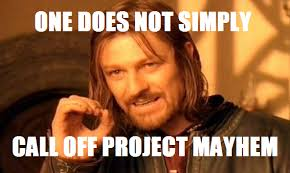 ONE DOES NOT SIMPLY
CALL OFF PROJECT MAYHEM